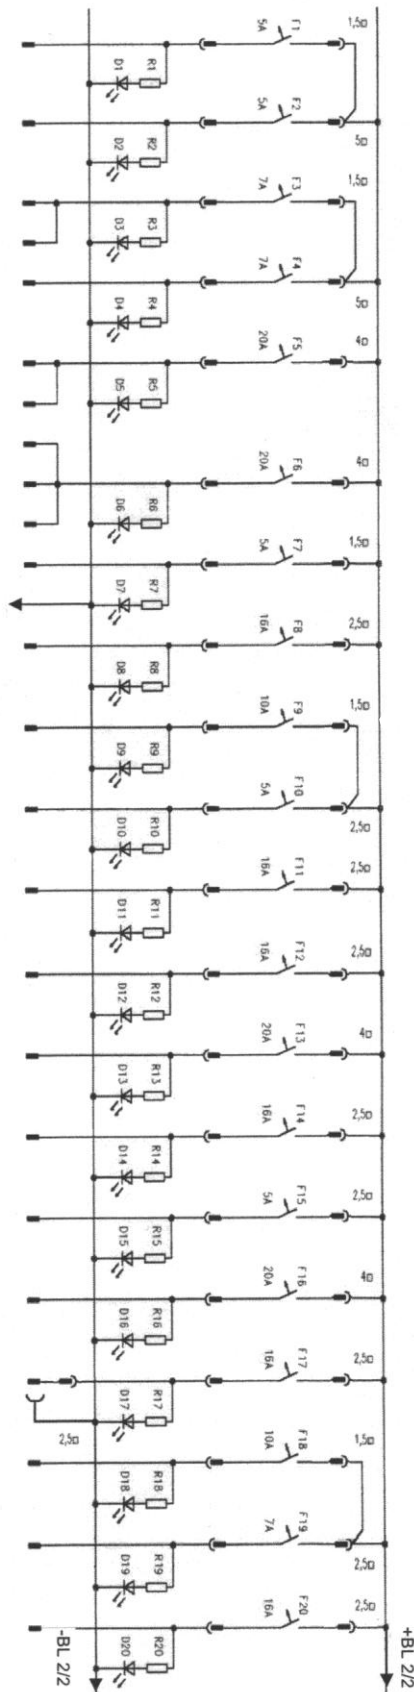 1,5□
F1
5A
R1
D1
F2
5A
5□
R2
D2
1,5□
F3
7A
R3
D3
F4
7A
5□
R4
D4
4□
F5
20A
R5
D5
4□
F6
20A
R6
D6
1,5□
F7
5A
R7
D7
2,5□
F8
16A
R8
D8
1,5□
F9
10A
R9
D9
F10
5A
2,5□
R10
D10
2,5□
F11
16A
R11
D11
2,5□
F12
16A
R12
D12
4□
F13
20A
R13
D13
2,5□
F14
16A
R14
D14
2,5□
F15
5A
R15
D15
4□
F16
20A
R16
D16
2,5□
F17
16A
R17
D17
2,5□
1,5□
F18
10A
R18
D18
F19
7A
2,5□
R19
D19
2,5□
F20
16A
R20
D20
-BL 2/2
+BL 2/2